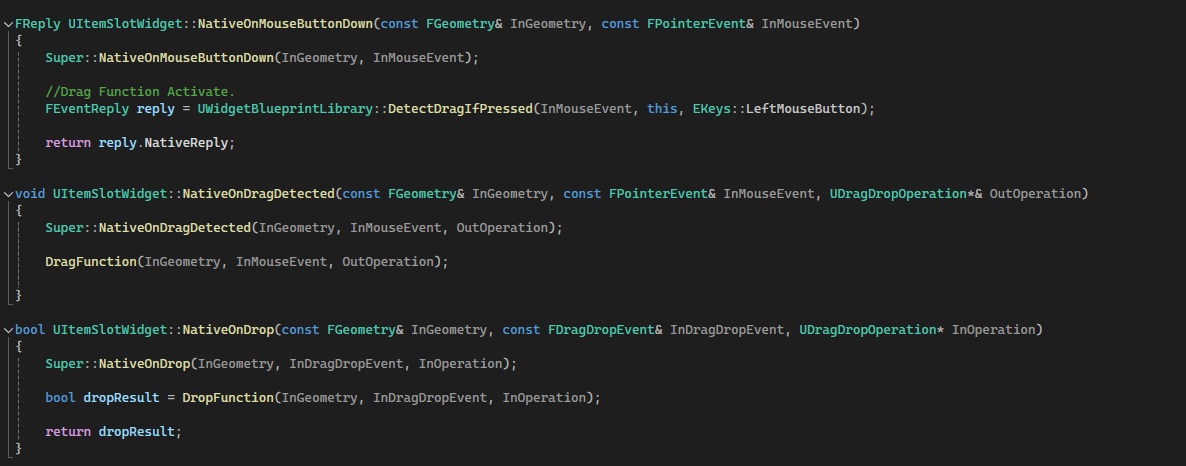 FReply UItemSlotWidget::NativeOnMouseButtonDown(const FGeometry& InGeometry, const FPointerEvent& InMouseEvent)
{
Super::NativeOnMouseButtonDown(InGeometry, InMouseEvent);
//Drag Function Activate.
FEventReply reply = UWidgetBlueprintLibrary::DetectDragIfPressed(InMouseEvent, this, EKeys::LeftMouseButton);
return reply.NativeReply;
}
void UItemSlotWidget::NativeOnDragDetected(const FGeometry& InGeometry, const FPointerEvent& InMouseEvent, UDragDropOperation*& OutOperation)
{
Super::NativeOnDragDetected(InGeometry, InMouseEvent, OutOperation);
DragFunction(InGeometry, InMouseEvent, OutOperation);
}
bool UItemSlotWidget::NativeOnDrop(const FGeometry& InGeometry, const FDragDropEvent& InDragDropEvent, UDragDropOperation* InOperation)
{
Super::NativeOnDrop(InGeometry, InDragDropEvent, InOperation);
bool dropResult = DropFunction(InGeometry, InDragDropEvent, InOperation);
return dropResult;
}